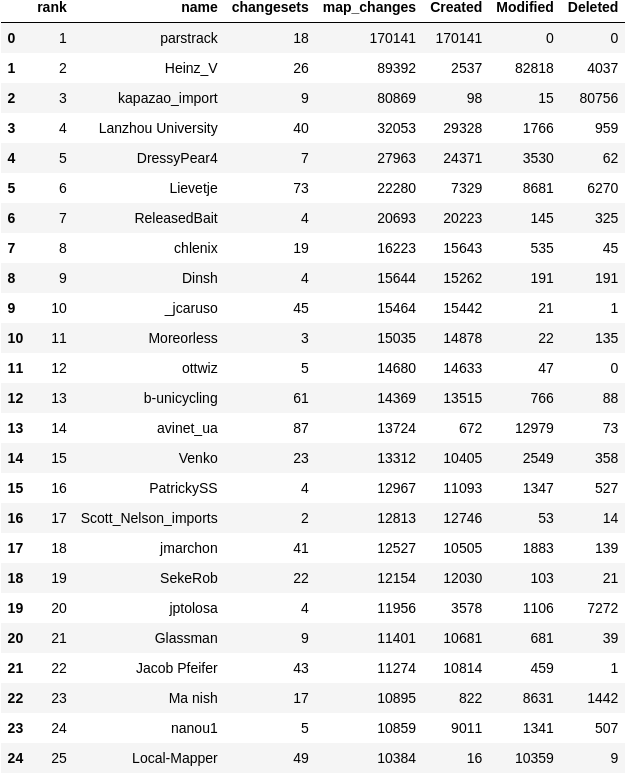 rank name changesets map_changes Created Modified Deleted
0 1 parstrack 18 170141 170141 0 0
1 2 Heinz_V 26 89392 2537 82818 4037
2 3 kapazao_import 9 80869 98 15 80756
3 4 Lanzhou University 40 32053 29328 1766 959
4 5 DressyPear4 7 27963 24371 3530 62
5 6 Lievetje 73 22280 7329 8681 6270
6 7 ReleasedBait 4 20693 20223 145 325
7 8 chlenix 19 16223 15643 535 45
8 9 Dinsh 4 15644 15262 191 191
9 10 _jcaruso 45 15464 15442 21 1
10 11 Moreorless 3 15035 14878 22 135
11 12 ottwiz 5 14680 14633 47 0
12 13 b-unicycling 61 14369 13515 766 88
13 14 avinet_ua 87 13724 672 12979 73
14 15 Venko 23 13312 10405 2549 358
15 16 PatrickySS 4 12967 11093 1347 527
16 17 Scott_Nelson_imports 2 12813 12746 53 14
17 18 jmarchon 41 12527 10505 1883 139
18 19 SekeRob 22 12154 12030 103 21
19 20 jptolosa 4 11956 3578 1106 7272
20 21 Glassman 9 11401 10681 681 39
21 22 Jacob Pfeifer 43 11274 10814 459 1
22 23 Ma nish 17 10895 822 8631 1442
23 24 nanou1 5 10859 9011 1341 507
24 25 Local-Mapper 49 10384 16 10359 9